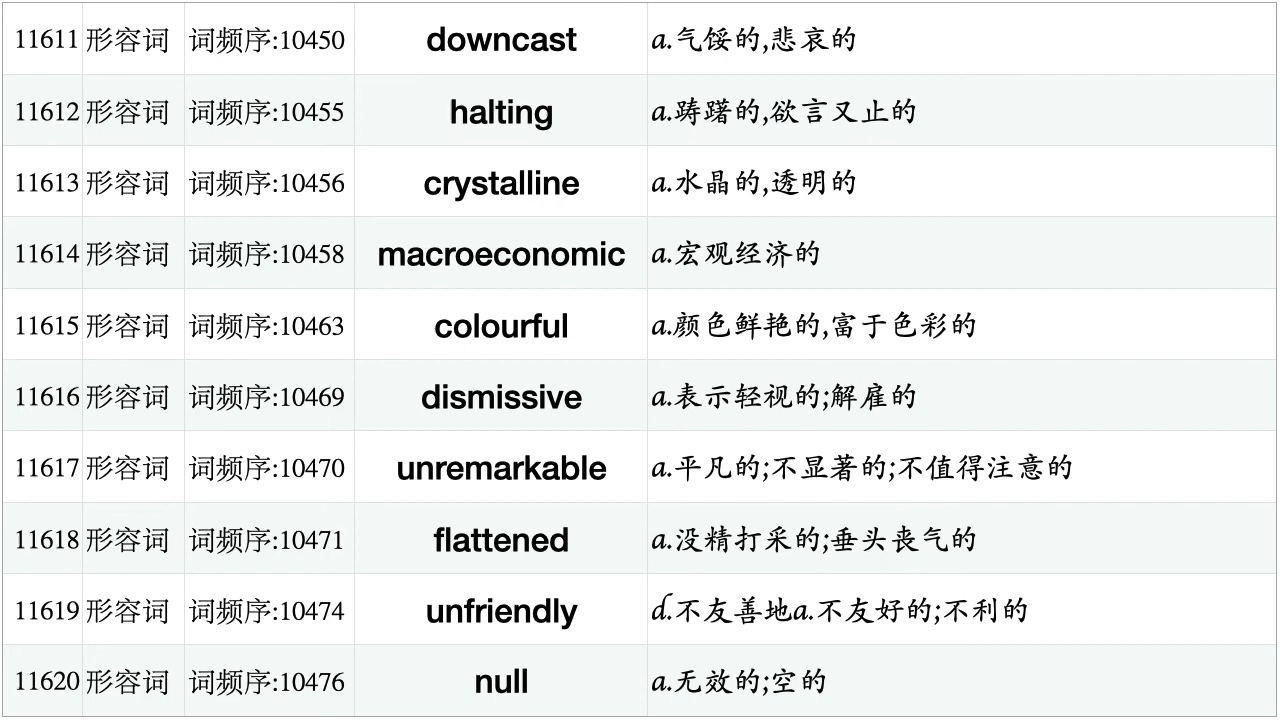 11611 形容词 词频序:10450 downcast a.气馁的,悲哀的
11612 形容词 词频序:10455 halting a.踌躇的,欲言又止的
11613 形容词 词频序:10456 crystalline a.水晶的,透明的
11614 形容词 词频序:10458 macroeconomic a.宏观经济的
11615 形容词 词频序:10463 colourful a.颜色鲜艳的,富于色彩的
11616 形容词 词频序:10469 dismissive a.表示轻视的;解雇的
11617 形容词 词频序:10470 unremarkable a.平凡的;不显著的;不值得注意的
11618 形容词 词频序:10471 flattened a.没精打采的;垂头丧气的
11619 形容词 词频序:10474 unfriendly d.不友善地a.不友好的;不利的
11620 形容词 词频序:10476 null a.无效的;空的